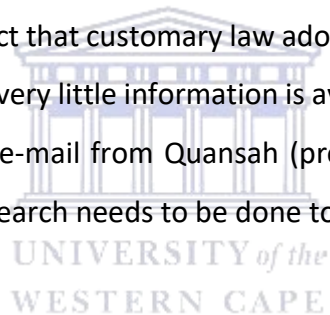 ct that customary law ado
very little information is av
e-mail from Quansah (pr
search needs to be done to
UNIVERSITY of the
WESTERN CAPE